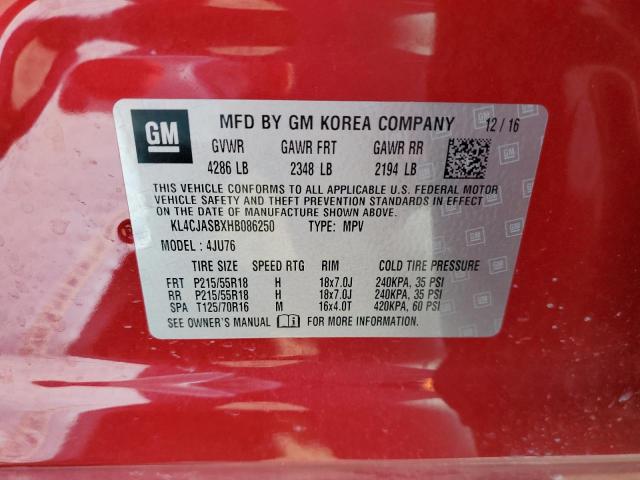 GM MFD BY GM KOREA COMPANY 12/16
GVWR GAWR FRT GAWR RR
4286 LB 2348 LB 2194 LB
THIS VEHICLE CONFORMS TO ALL APPLICABLE U.S. FEDERAL MOTOR
VEHICLE SAFETY AND THEFT PREVENTION STANDARDS IN EFFECT ON
THE DATE OF MANUFACTURE SHOWN ABOVE.
KL4CJASBXHB086250 TYPE: MPV
MODEL: 4JU76
TIRE SIZE SPEED RTG RIM COLD TIRE PRESSURE
FRT P215/55R18 H 18x7.0J 240KPA, 35 PSI
RR P215/55R18 H 18x7.0J 240KPA, 35 PSI
SPA T125/70R16 M 16x4.0T 420KPA, 60 PSI
SEE OWNER'S MANUAL FOR MORE INFORMATION.